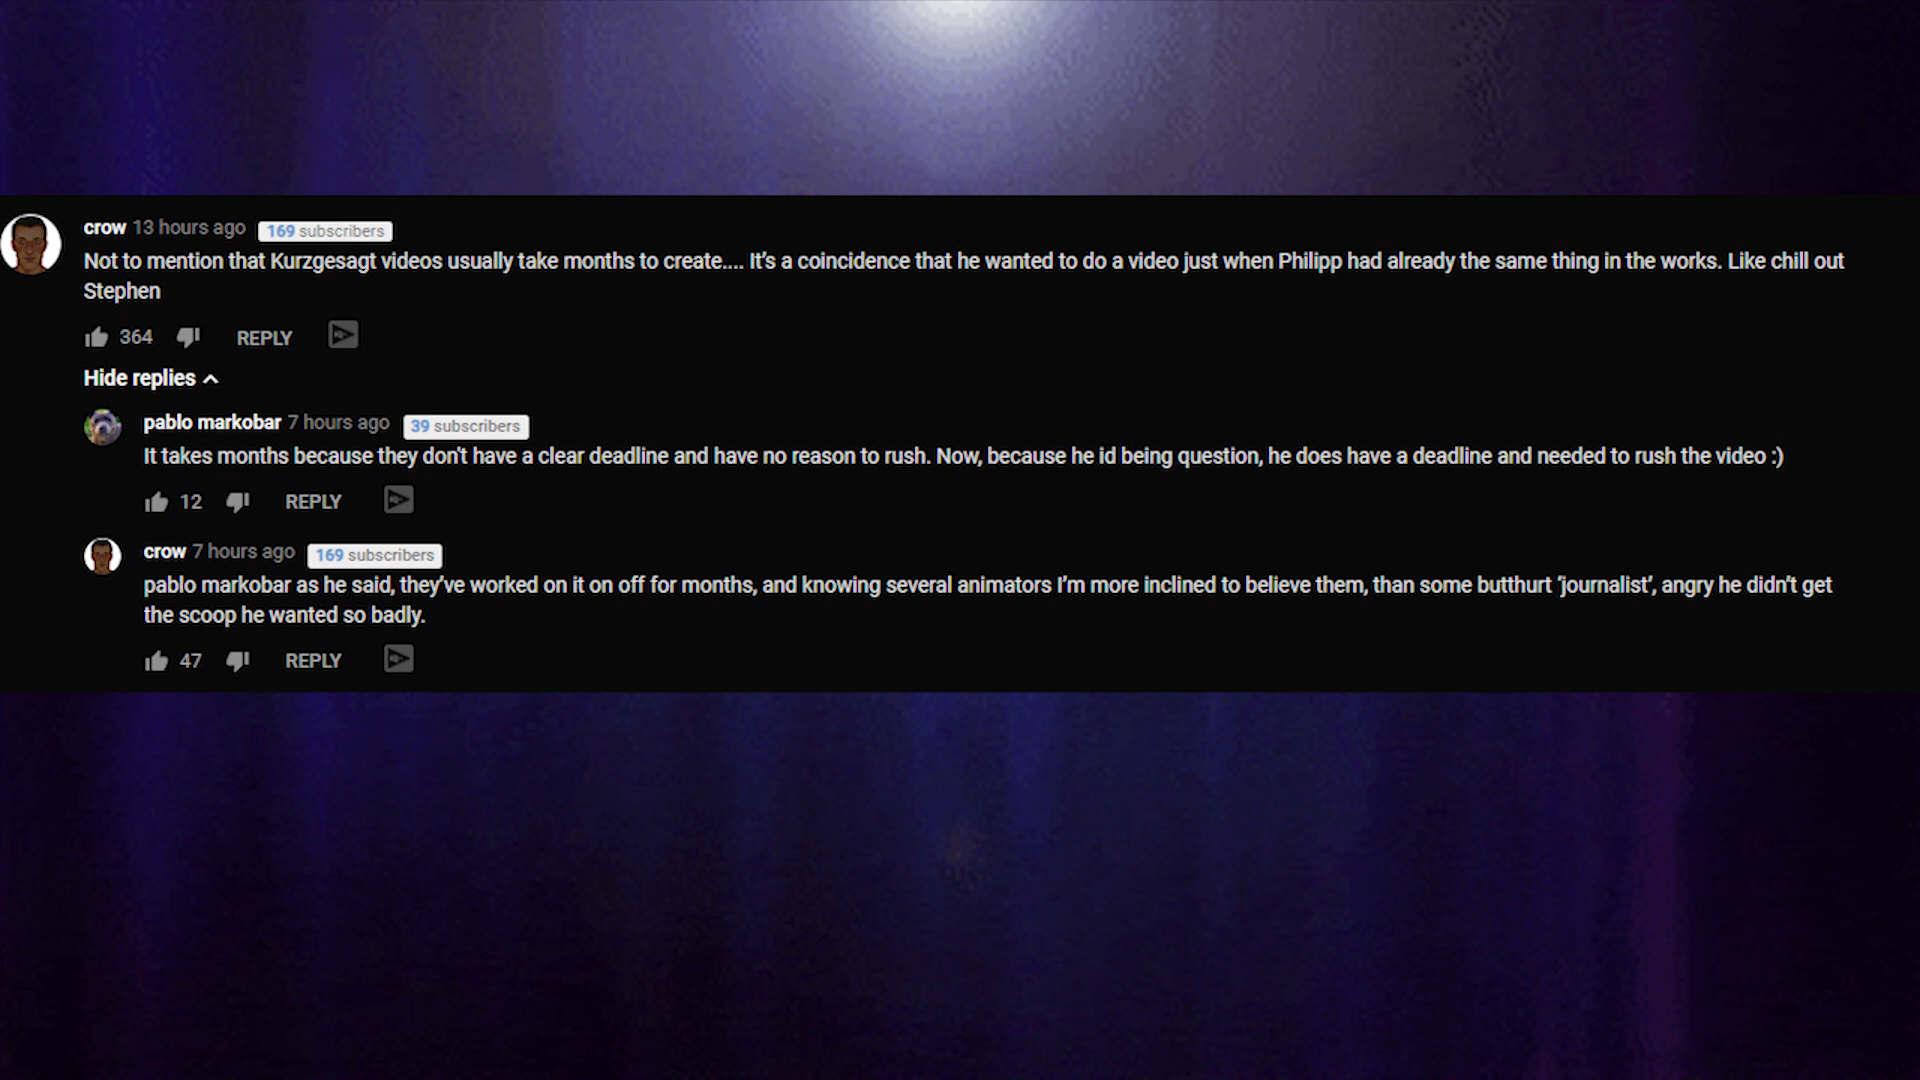 crow 13 hours ago 169 subscribers
Not to mention that Kurzgesagt videos usually take months to create.... It's a coincidence that he wanted to do a video just when Philipp had already the same thing in the works. Like chill out
Stephen
364 REPLY
Hide replies
pablo markobar 7 hours ago 39 subscribers
It takes months because they don't have a clear deadline and have no reason to rush. Now, because he id being question, he does have a deadline and needed to rush the video :)
12 REPLY
crow 7 hours ago 169 subscribers
pablo markobar as he said, they've worked on it on off for months, and knowing several animators I'm more inclined to believe them, than some butthurt ‘journalist’, angry he didn't get
the scoop he wanted so badly.
47 REPLY